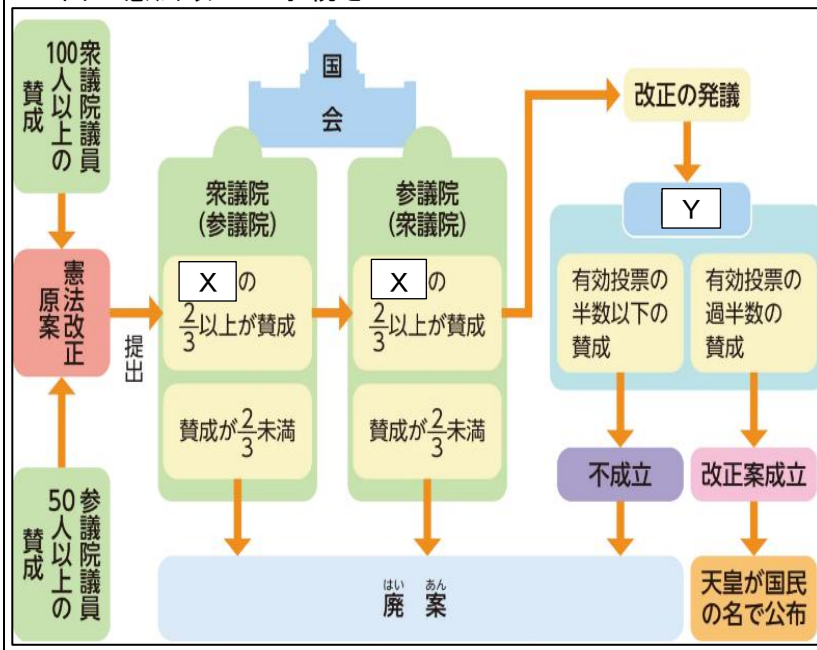 衆議院議員
100人以上の
賛成
憲法改正
原案
参議院議員
50人以上の
賛成
提出
国
会
衆議院
(参議院)
Xの
2/3以上が賛成
賛成が2/3未満
参議院
(衆議院)
Xの
2/3以上が賛成
賛成が2/3未満
改正の発議
Y
有効投票の
半数以下の
賛成
有効投票の
過半数の
賛成
不成立
改正案成立
はい あん
廃案
天皇が国民
の名で公布